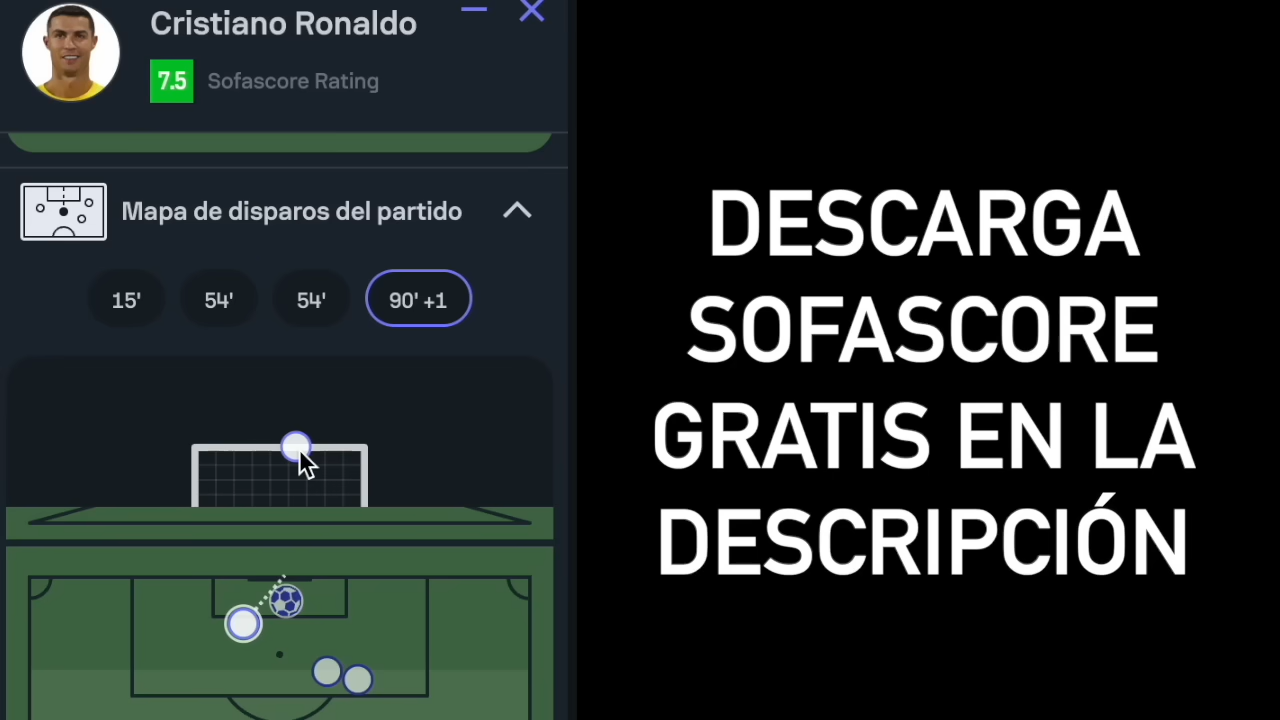 Cristiano Ronaldo
7.5 Sofascore Rating
Mapa de disparos del partido
15' 54' 54' 90' +1
DESCARGA
SOFASCORE
GRATIS EN LA
DESCRIPCIÓN